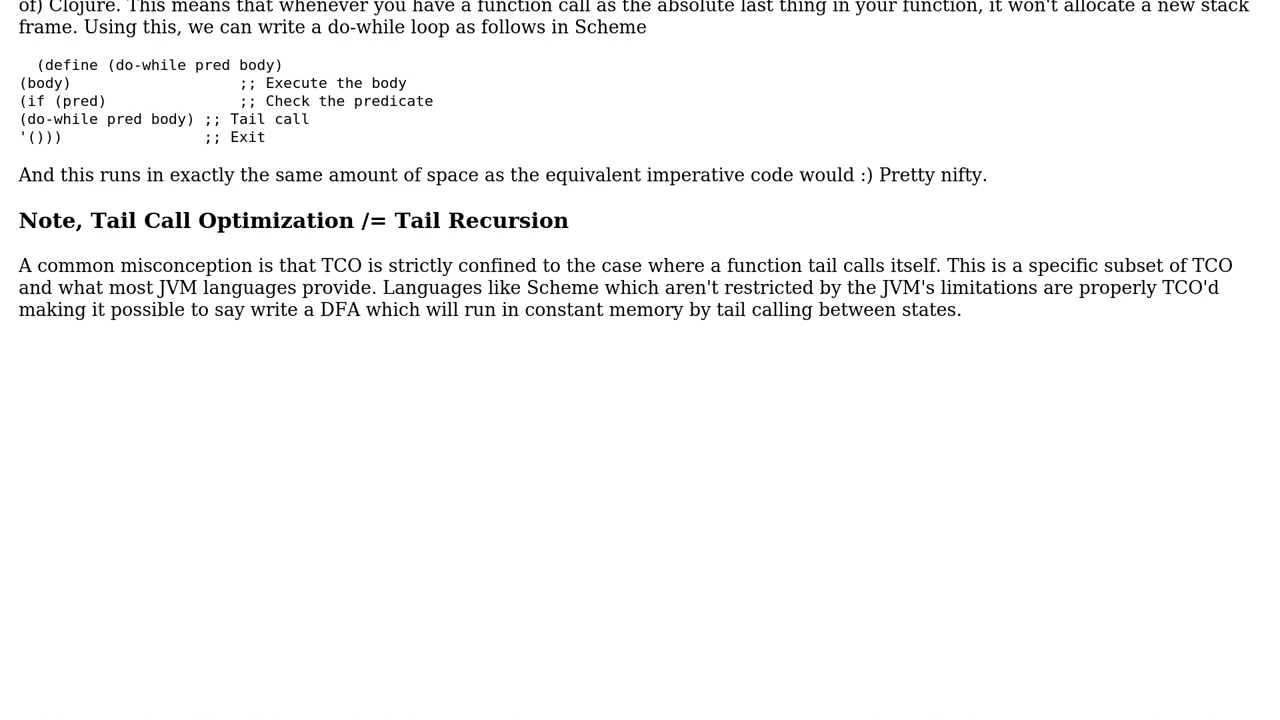 of) Clojure. This means that whenever you have a function call as the absolute last thing in your function, it won't allocate a new stack
frame. Using this, we can write a do-while loop as follows in Scheme
(define (do-while pred body)
(body) ;; Execute the body
(if (pred) ;; Check the predicate
(do-while pred body) ;; Tail call
'())) ;; Exit
And this runs in exactly the same amount of space as the equivalent imperative code would :) Pretty nifty.
Note, Tail Call Optimization /= Tail Recursion
A common misconception is that TCO is strictly confined to the case where a function tail calls itself. This is a specific subset of TCO
and what most JVM languages provide. Languages like Scheme which aren't restricted by the JVM's limitations are properly TCO'd
making it possible to say write a DFA which will run in constant memory by tail calling between states.